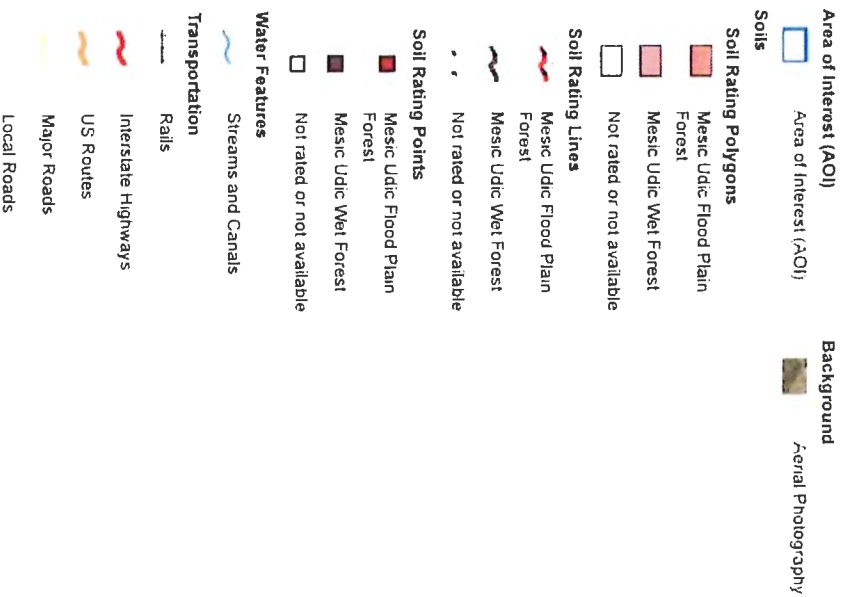 Area of Interest (AOI)
Area of Interest (AOI)
Soils
Soil Rating Polygons
Mesic Udic Flood Plain
Forest
Mesic Udic Wet Forest
Not rated or not available
Soil Rating Lines
Mesic Udic Flood Plain
Forest
Mesic Udic Wet Forest
Not rated or not available
Soil Rating Points
Mesic Udic Flood Plain
Forest
Mesic Udic Wet Forest
Not rated or not available
Water Features
Streams and Canals
Transportation
Rails
Interstate Highways
US Routes
Major Roads
Local Roads
Background
Aerial Photography